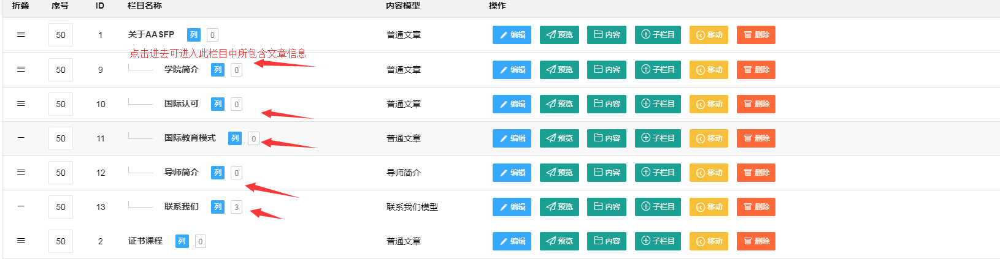 折叠 序号 ID 栏目名称 内容模型 操作
50 1 关于AASFP 列 0 普通文章 编辑 预览 内容 子栏目 移动 删除
点击进去可进入此栏目中所包含文章信息
50 9 学院简介 列 0 普通文章 编辑 预览 内容 子栏目 移动 删除
50 10 国际认可 列 0 普通文章 编辑 预览 内容 子栏目 移动 删除
50 11 国际教育模式 列 0 普通文章 编辑 预览 内容 子栏目 移动 删除
50 12 导师简介 列 0 导师简介 编辑 预览 内容 子栏目 移动 删除
50 13 联系我们 列 3 联系我们模型 编辑 预览 内容 子栏目 移动 删除
50 2 证书课程 列 0 普通文章 编辑 预览 内容 子栏目 移动 删除